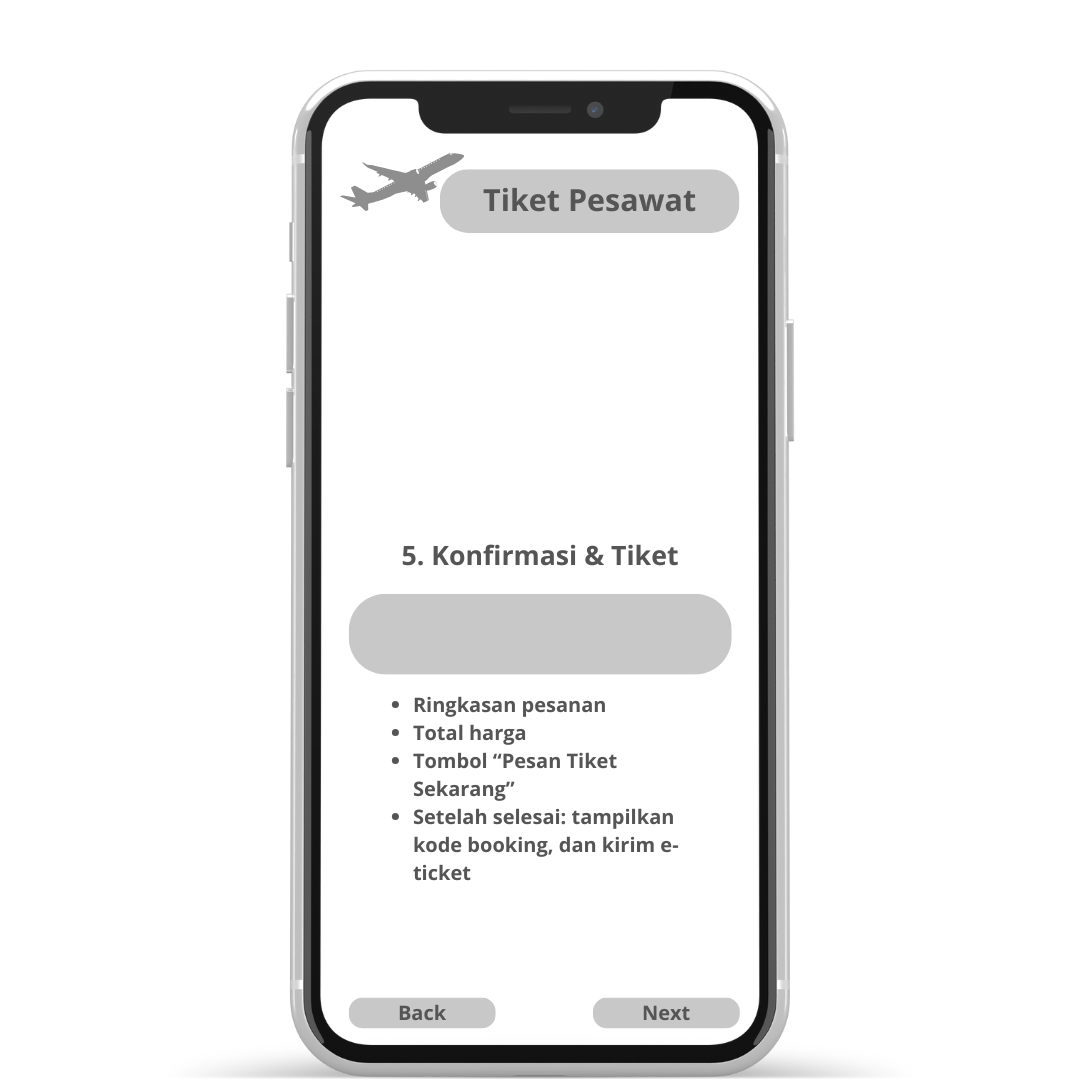 Tiket Pesawat
5. Konfirmasi & Tiket
• Ringkasan pesanan
• Total harga
• Tombol “Pesan Tiket
Sekarang”
• Setelah selesai: tampilkan
kode booking, dan kirim e-
ticket
Back
Next